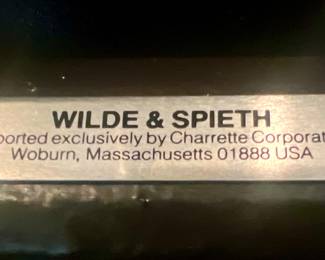 WILDE & SPIETH
ported exclusively by Charrette Corporat
Woburn, Massachusetts 01888 USA